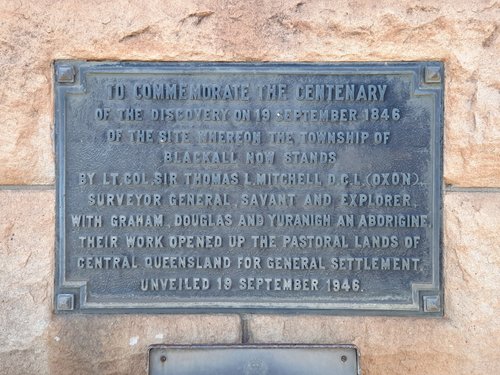 TO COMMEMORATE THE CENTENARY
OF THE DISCOVERY ON 19 SEPTEMBER 1846
OF THE SITE WHEREON THE TOWNSHIP OF
BLACKALL NOW STANDS
BY LT. COL. SIR THOMAS L. MITCHELL D.C.L. (OXON).
SURVEYOR GENERAL, SAVANT AND EXPLORER.
WITH GRAHAM, DOUGLAS AND YURANIGH AN ABORIGINE.
THEIR WORK OPENED UP THE PASTORAL LANDS OF
CENTRAL QUEENSLAND FOR GENERAL SETTLEMENT.
UNVEILED 19 SEPTEMBER 1946.